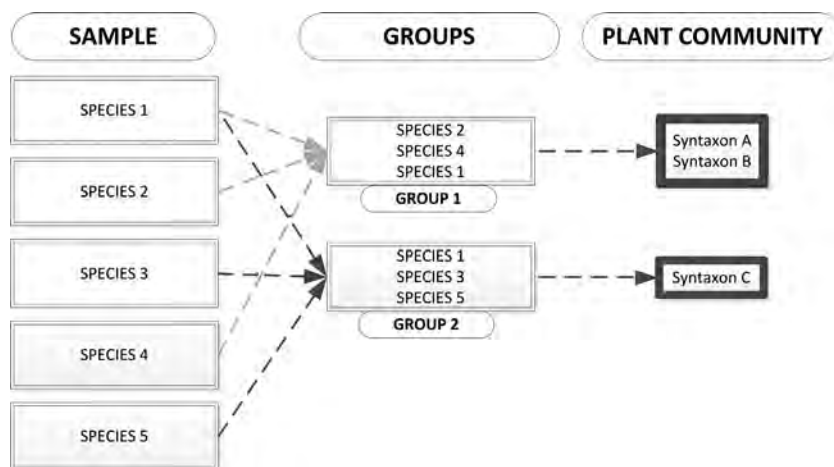 SAMPLE
GROUPS
PLANT COMMUNITY
SPECIES 1
SPECIES 2
SPECIES 3
SPECIES 4
SPECIES 5
SPECIES 2
SPECIES 4
SPECIES 1
GROUP 1
SPECIES 1
SPECIES 3
SPECIES 5
GROUP 2
Syntaxon A
Syntaxon B
Syntaxon C